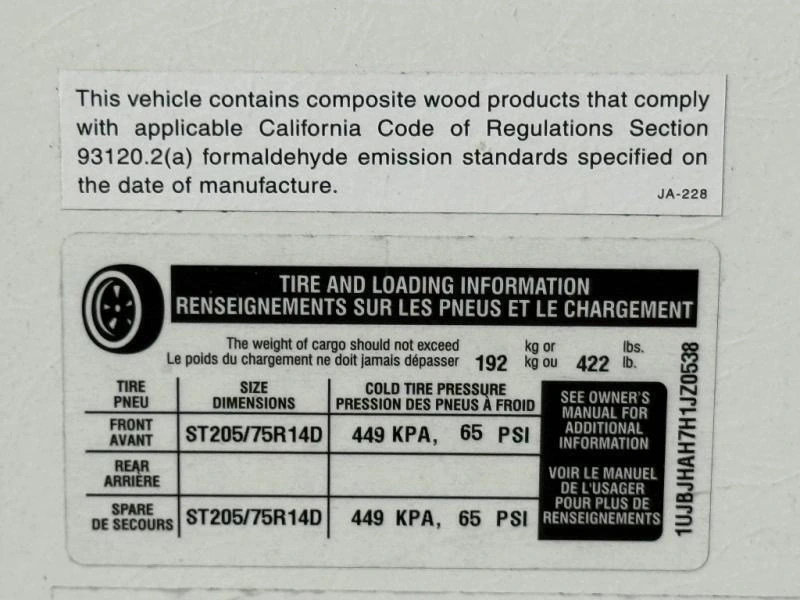 This vehicle contains composite wood products that comply
with applicable California Code of Regulations Section
93120.2(a) formaldehyde emission standards specified on
the date of manufacture.
JA-228
TIRE AND LOADING INFORMATION
RENSEIGNEMENTS SUR LES PNEUS ET LE CHARGEMENT
The weight of cargo should not exceed kg or lbs.
Le poids du chargement ne doit jamais dépasser 192 kg ou 422 lb.
TIRE SIZE COLD TIRE PRESSURE
PNEU DIMENSIONS PRESSION DES PNEUS À FROID
FRONT
AVANT
ST205/75R14D 449 KPA, 65 PSI
REAR
ARRIÈRE
SPARE
DE SECOURS
ST205/75R14D 449 KPA, 65 PSI
SEE OWNER'S
MANUAL FOR
ADDITIONAL
INFORMATION
VOIR LE MANUEL
DE L'USAGER
POUR PLUS DE
RENSEIGNEMENTS
1UJBJHAH7H1JZ0538